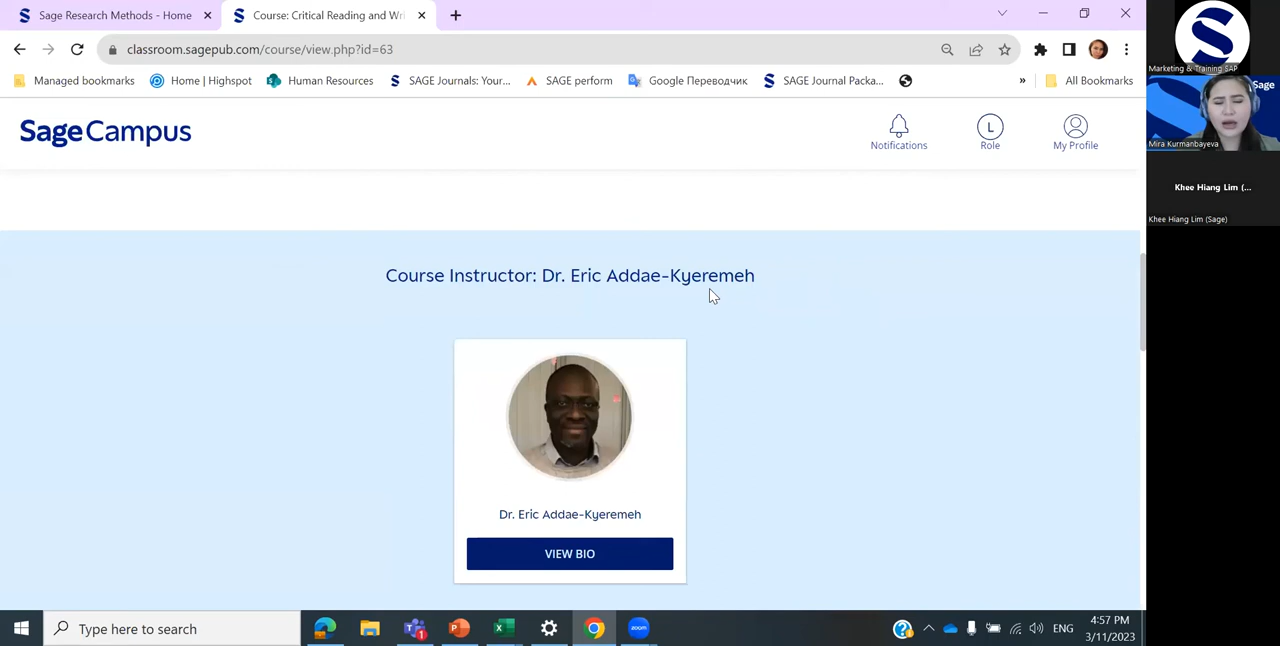 Sage Research Methods - Home
Course: Critical Reading and Wri
classroom.sagepub.com/course/view.php?id=63
Managed bookmarks
Home | Highspot
Human Resources
SAGE Journals: Your...
SAGE perform
Google Переводчик
SAGE Journal Packa...
»
All Bookmarks
Sage Campus
Notifications
L
Role
My Profile
Course Instructor: Dr. Eric Addae-Kyeremeh
Dr. Eric Addae-Kyeremeh
VIEW BIO
Type here to search
1
zoom
ENG
4:57 PM
3/11/2023
Marketing & Training SAP
Sage
Mira Kurmanbayeva
Khee Hiang Lim (...
Khee Hiang Lim (Sage)